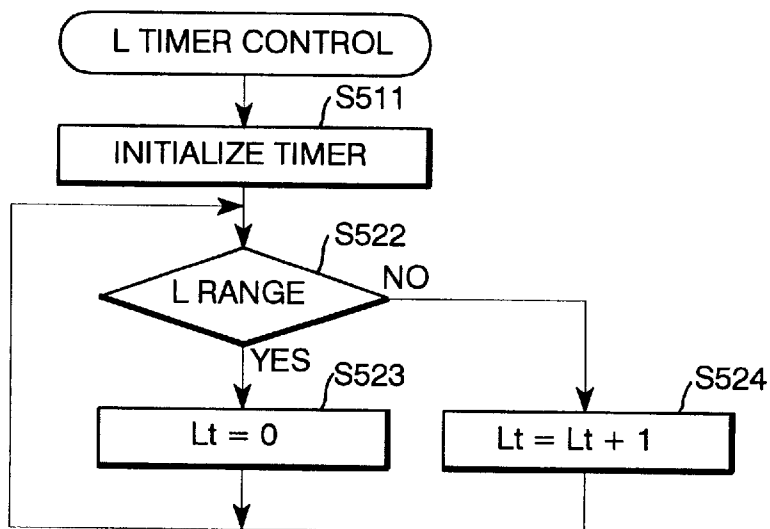 L TIMER CONTROL
S511
INITIALIZE TIMER
S522
L RANGE
NO
YES
S523
S524
Lt = 0
Lt = Lt + 1